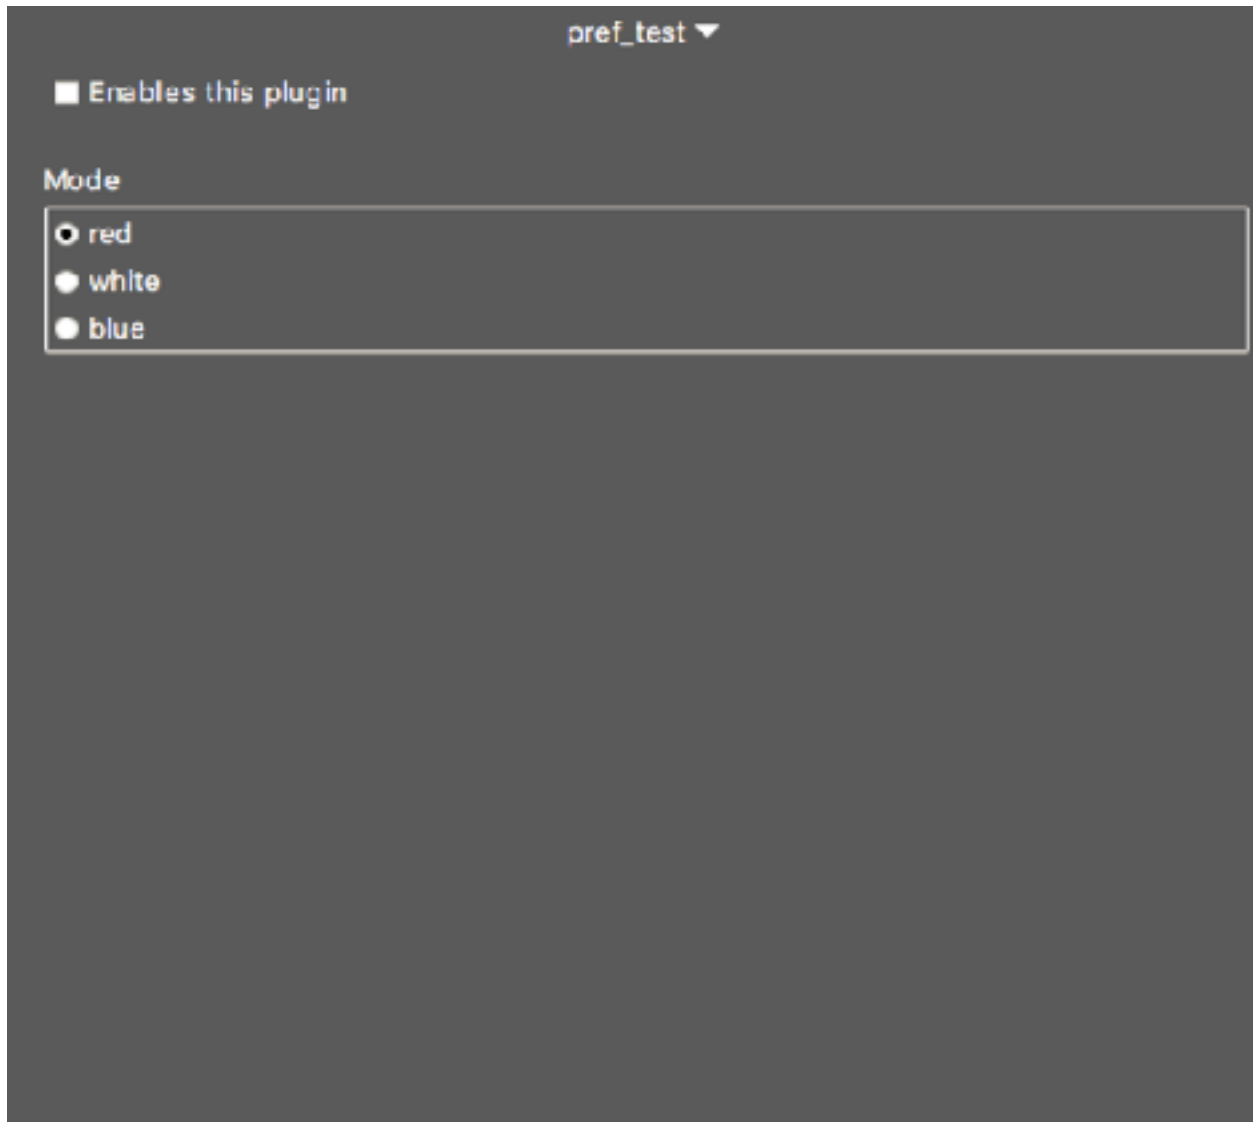 pref_test
Enables this plugin
Mode
red
white
blue